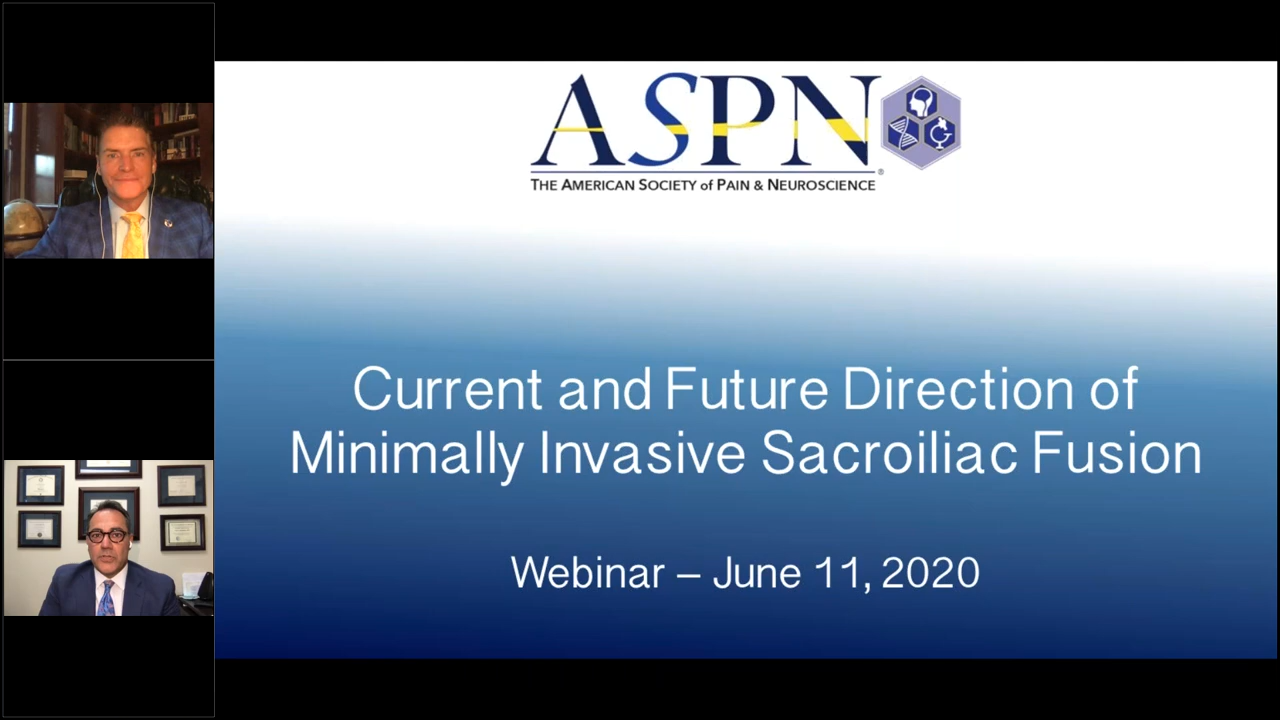 ASPN
®
THE AMERICAN SOCIETY of PAIN & NEUROSCIENCE
Current and Future Direction of
Minimally Invasive Sacroiliac Fusion
Webinar – June 11, 2020